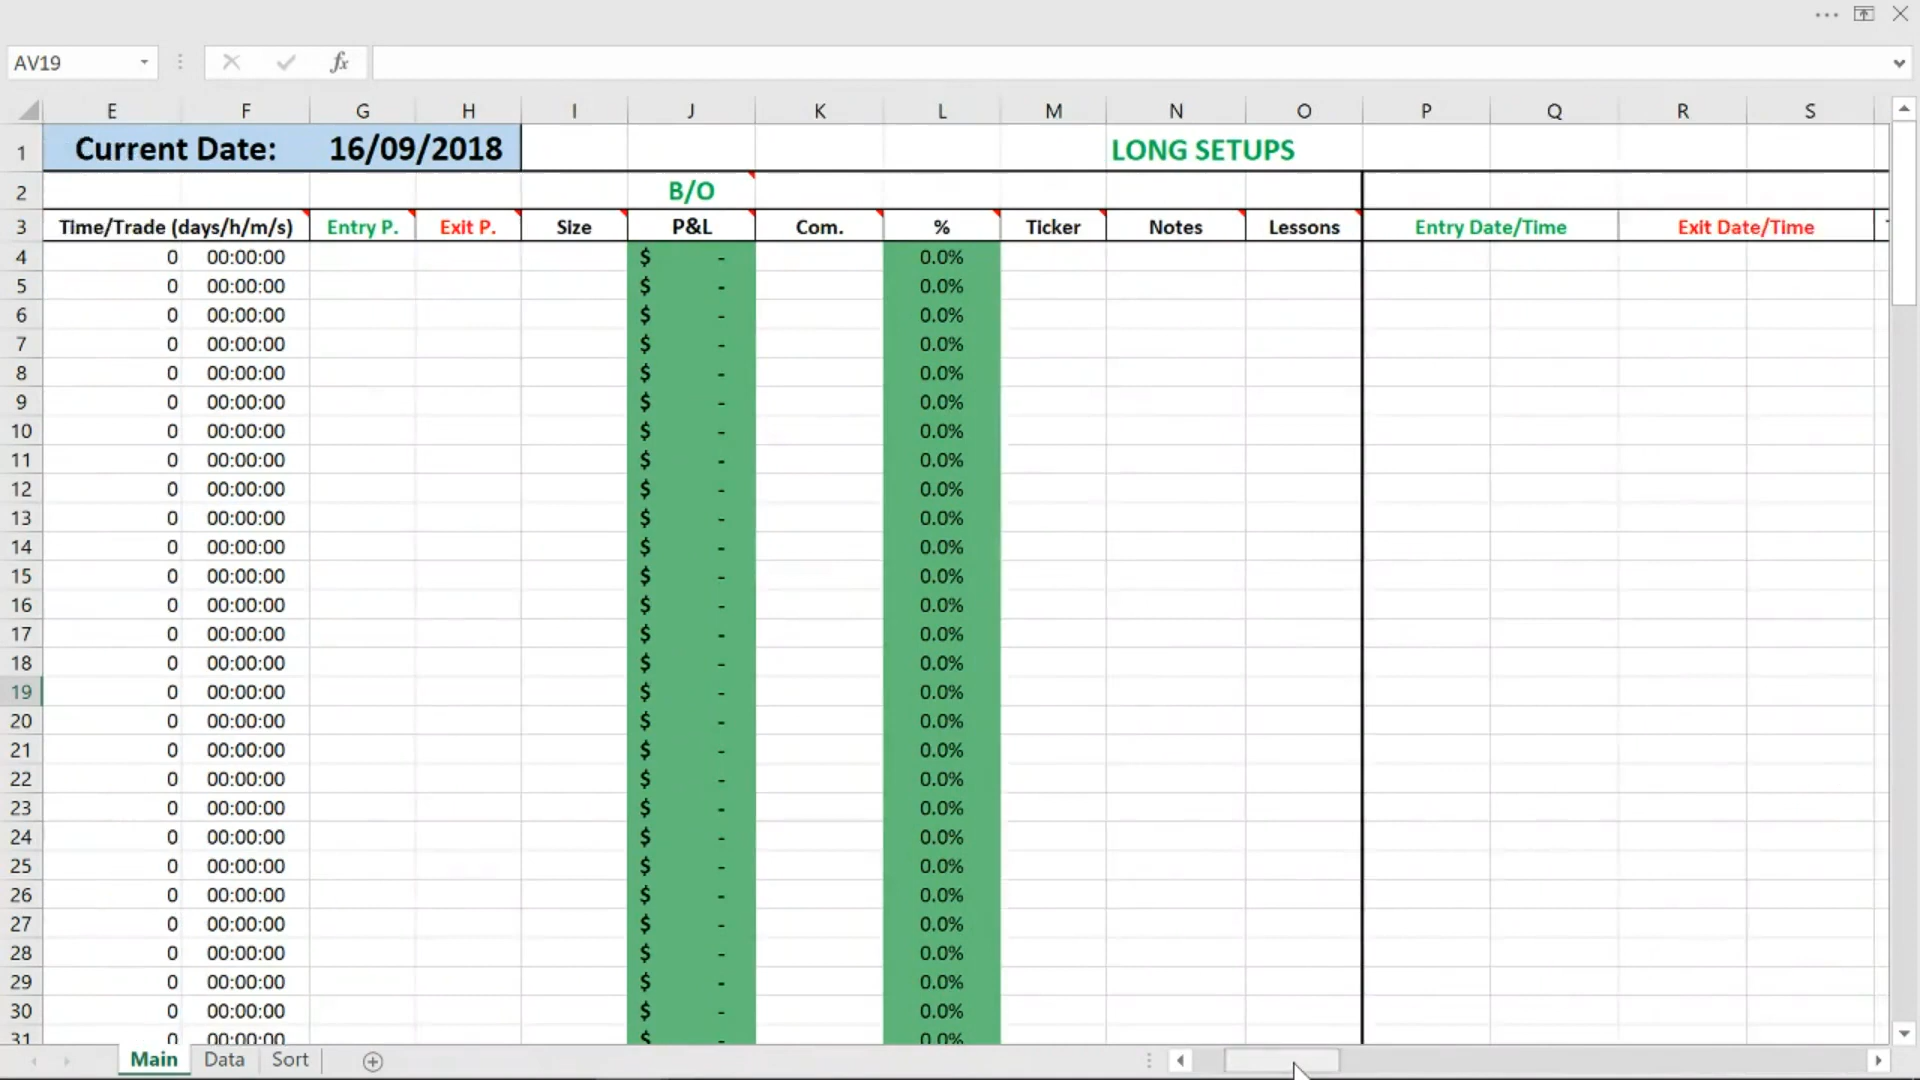 AV19
fx
E F G H I J K L M N O P Q R S
1 Current Date: 16/09/2018 LONG SETUPS
2 B/O
3 Time/Trade (days/h/m/s) Entry P. Exit P. Size P&L Com. % Ticker Notes Lessons Entry Date/Time Exit Date/Time
4 0 00:00:00 $ - 0.0%
5 0 00:00:00 $ - 0.0%
6 0 00:00:00 $ - 0.0%
7 0 00:00:00 $ - 0.0%
8 0 00:00:00 $ - 0.0%
9 0 00:00:00 $ - 0.0%
10 0 00:00:00 $ - 0.0%
11 0 00:00:00 $ - 0.0%
12 0 00:00:00 $ - 0.0%
13 0 00:00:00 $ - 0.0%
14 0 00:00:00 $ - 0.0%
15 0 00:00:00 $ - 0.0%
16 0 00:00:00 $ - 0.0%
17 0 00:00:00 $ - 0.0%
18 0 00:00:00 $ - 0.0%
19 0 00:00:00 $ - 0.0%
20 0 00:00:00 $ - 0.0%
21 0 00:00:00 $ - 0.0%
22 0 00:00:00 $ - 0.0%
23 0 00:00:00 $ - 0.0%
24 0 00:00:00 $ - 0.0%
25 0 00:00:00 $ - 0.0%
26 0 00:00:00 $ - 0.0%
27 0 00:00:00 $ - 0.0%
28 0 00:00:00 $ - 0.0%
29 0 00:00:00 $ - 0.0%
30 0 00:00:00 $ - 0.0%
31 0 00:00:00 $ - 0.0%
Main Data Sort